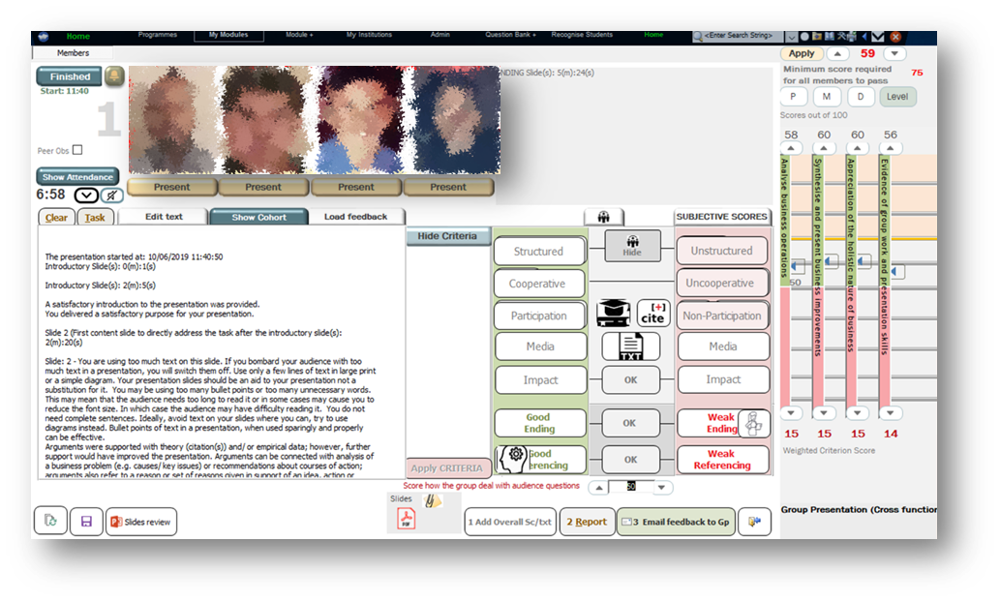 Home Programmes My Modules Module + My Institutions Admin Question Bank + Recognise Students Home <Enter Search String>
Members
Apply 59
Finished
Start: 11:40
ENDING Slide(s): 5(m):24(s)
Minimum score required
for all members to pass
75
P M D Level
Scores out of 100
1
58 60 60 56
Peer Obs
Show Attendance
Present Present Present Present
6:58
Clear Task Edit text Show Cohort Load feedback SUBJECTIVE SCORES
Analyse business operations
Synthesise and present business improvements
Appreciation of the holistic nature of business
Evidence of group work and presentation skills
50
The presentation started at: 10/06/2019 11:40:50
Introductory Slide(s): 0(m):1(s)
Introductory Slide(s): 2(m):5(s)
A satisfactory introduction to the presentation was provided.
You delivered a satisfactory purpose for your presentation.
Slide 2 (First content slide to directly address the task after the introductory slide(s):
2(m):20(s)
Slide: 2 - You are using too much text on this slide. If you bombard your audience with too
much text in a presentation, you will switch them off. Use only a few lines of text in large print
or a simple diagram. Your presentation slides should be an aid to your presentation not a
substitution for it. You may be using too many bullet points or too many unnecessary words.
This may mean that the audience needs too long to read it or in some cases may cause you to
reduce the font size. In which case the audience may have difficulty reading it. You do not
need complete sentences. Ideally, avoid text on your slides where you can, try to use
diagrams instead. Bullet points of text in a presentation, when used sparingly and properly
can be effective.
Arguments were supported with theory (citation(s)) and/ or empirical data; however, further
support would have improved the presentation. Arguments can be connected with analysis of
a business problem (e.g. causes/ key issues) or recommendations about courses of action;
arguments also refer to a reason or set of reasons given in support of an idea, action or
Hide Criteria
Structured Hide Unstructured
Cooperative Uncooperative
Participation [+] cite Non-Participation
Media TXT Media
Impact OK Impact
Good
Ending
OK
Weak
Ending
Good
erencing
OK
Weak
Referencing
Apply CRITERIA
15 15 15 14
Weighted Criterion Score
Score how the group deal with audience questions 50
Slides
PDF
Slides review
1 Add Overall Sc/txt
2 Report
3 Email feedback to Gp
Group Presentation (Cross function